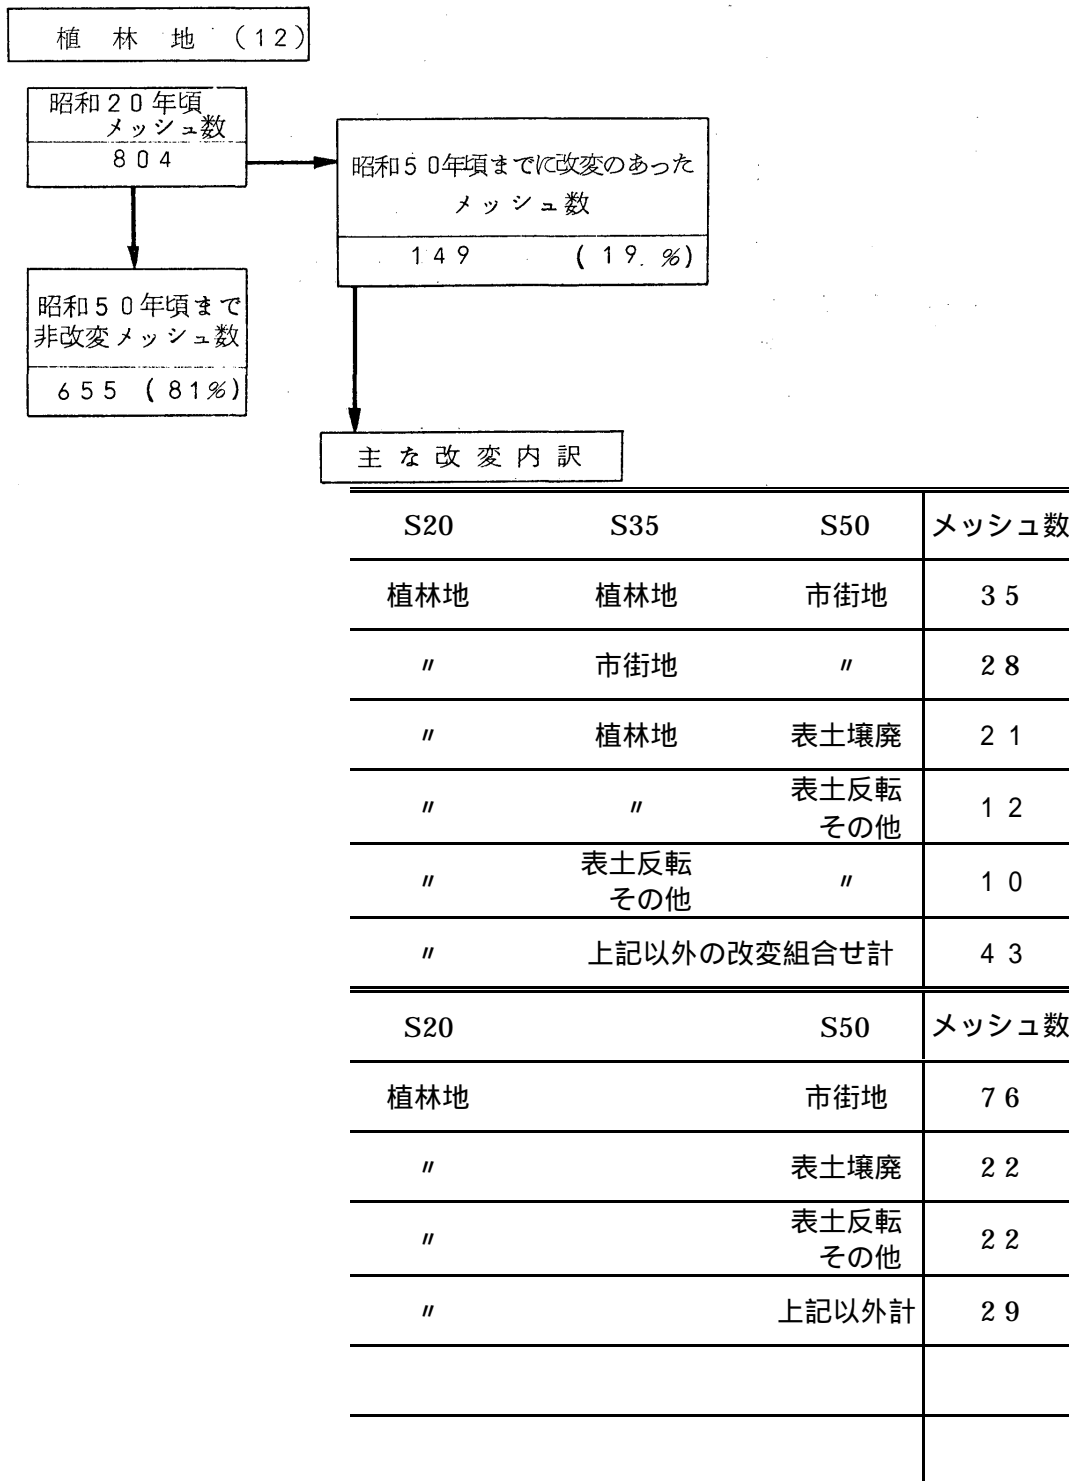 植林地(12)
昭和20年頃
メッシュ数
804
昭和50年頃までに改変のあった
メッシュ数
149 (19.%)
昭和50年頃まで
非改変メッシュ数
655 (81%)
主な改変内訳
S20 S35 S50 メッシュ数
植林地 植林地 市街地 35
〃 市街地 〃 28
〃 植林地 表土壌廃 21
〃 〃 表土反転その他 12
〃 表土反転その他 〃 10
〃 上記以外の改変組合せ計 43
S20 S50 メッシュ数
植林地 市街地 76
〃 表土壌廃 22
〃 表土反転その他 22
〃 上記以外計 29